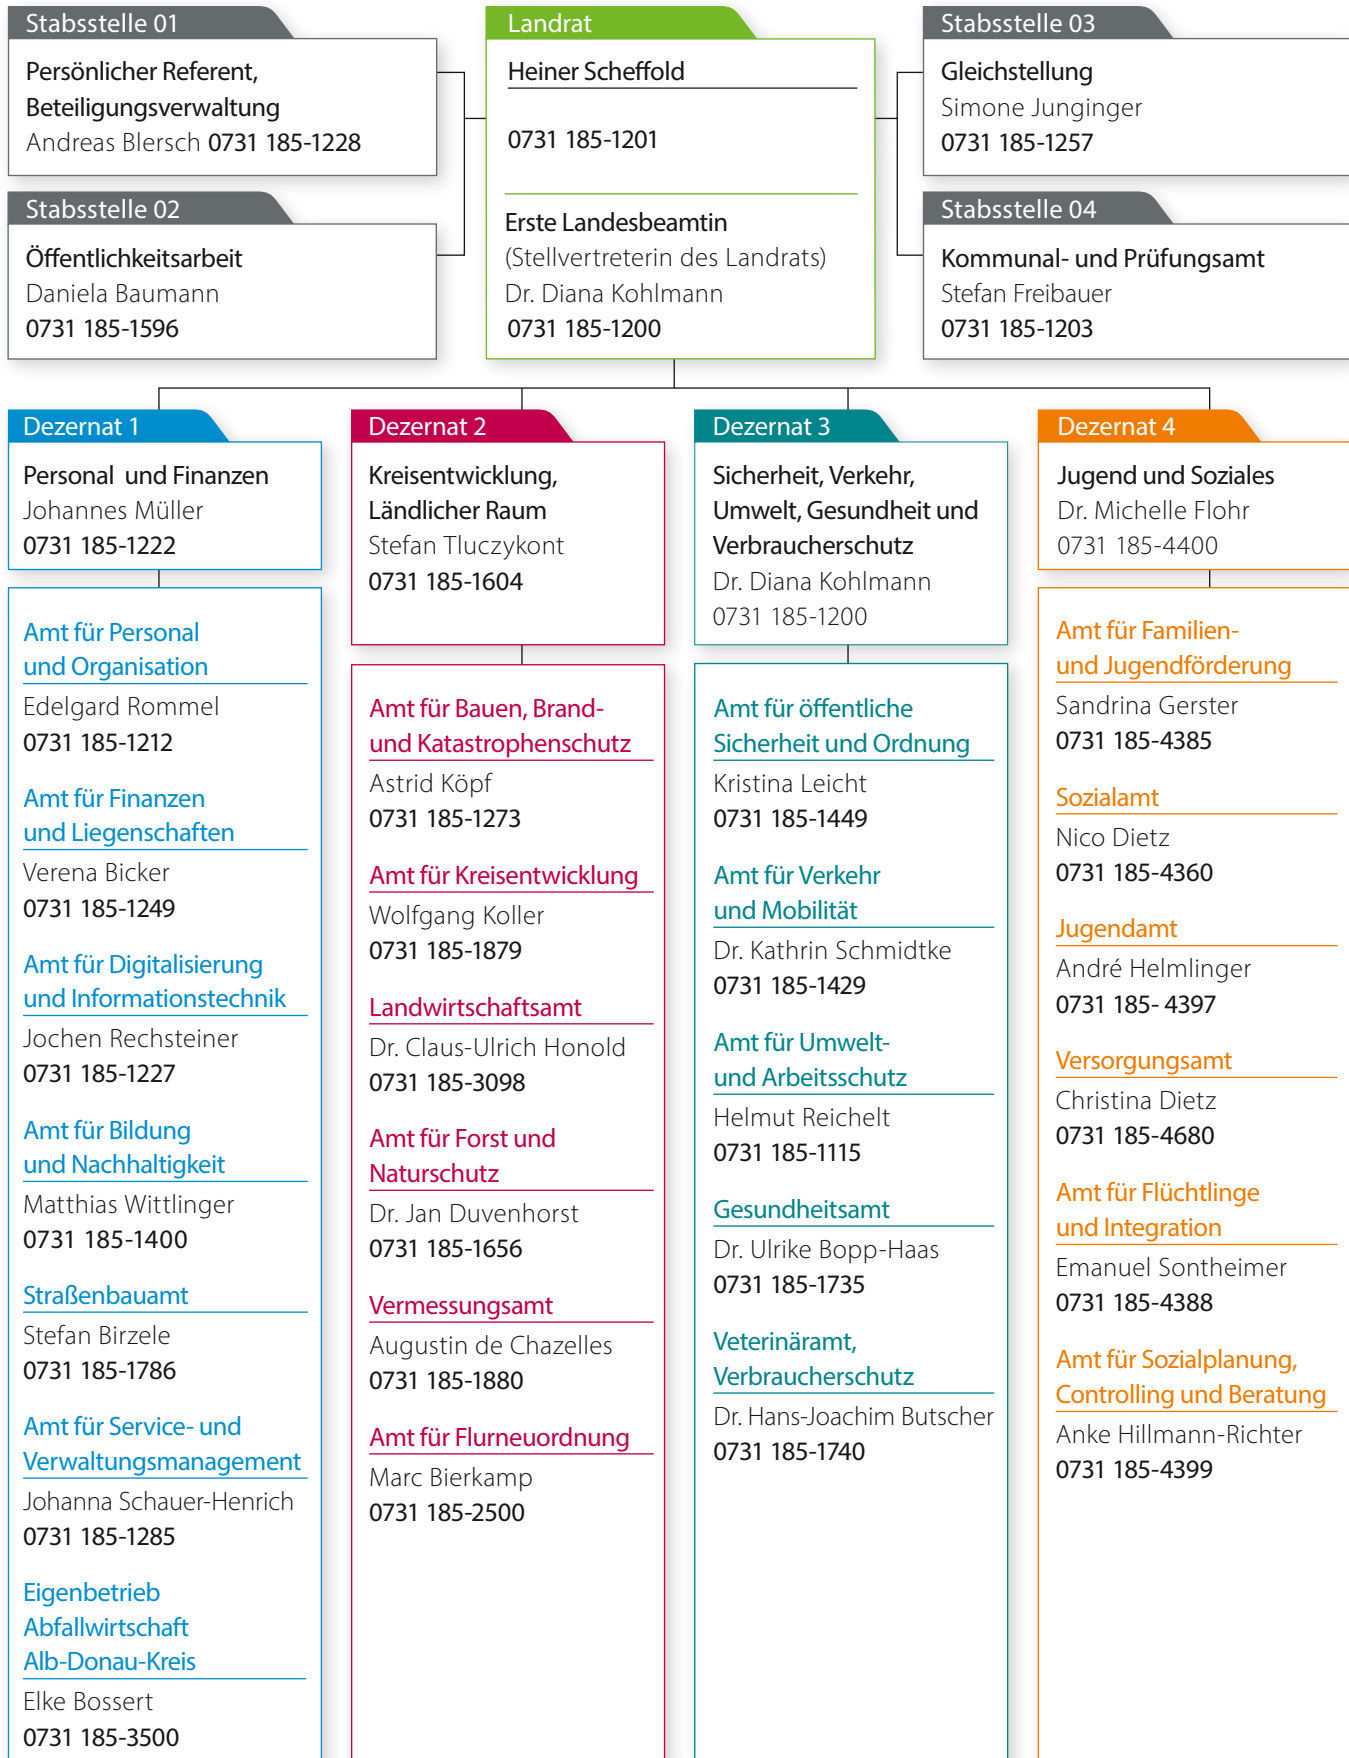 Stabsstelle 01
Persönlicher Referent,
Beteiligungsverwaltung
Andreas Blersch 0731 185-1228
Stabsstelle 02
Öffentlichkeitsarbeit
Daniela Baumann
0731 185-1596
Landrat
Heiner Scheffold
0731 185-1201
Erste Landesbeamtin
(Stellvertreterin des Landrats)
Dr. Diana Kohlmann
0731 185-1200
Stabsstelle 03
Gleichstellung
Simone Junginger
0731 185-1257
Stabsstelle 04
Kommunal- und Prüfungsamt
Stefan Freibauer
0731 185-1203
Dezernat 1
Personal und Finanzen
Johannes Müller
0731 185-1222
Amt für Personal
und Organisation
Edelgard Rommel
0731 185-1212
Amt für Finanzen
und Liegenschaften
Verena Bicker
0731 185-1249
Amt für Digitalisierung
und Informationstechnik
Jochen Rechsteiner
0731 185-1227
Amt für Bildung
und Nachhaltigkeit
Matthias Wittlinger
0731 185-1400
Straßenbauamt
Stefan Birzele
0731 185-1786
Amt für Service- und
Verwaltungsmanagement
Johanna Schauer-Henrich
0731 185-1285
Eigenbetrieb
Abfallwirtschaft
Alb-Donau-Kreis
Elke Bossert
0731 185-3500
Dezernat 2
Kreisentwicklung,
Ländlicher Raum
Stefan Tluczykont
0731 185-1604
Amt für Bauen, Brand-
und Katastrophenschutz
Astrid Köpf
0731 185-1273
Amt für Kreisentwicklung
Wolfgang Koller
0731 185-1879
Landwirtschaftsamt
Dr. Claus-Ulrich Honold
0731 185-3098
Amt für Forst und
Naturschutz
Dr. Jan Duvenhorst
0731 185-1656
Vermessungsamt
Augustin de Chazelles
0731 185-1880
Amt für Flurneuordnung
Marc Bierkamp
0731 185-2500
Dezernat 3
Sicherheit, Verkehr,
Umwelt, Gesundheit und
Verbraucherschutz
Dr. Diana Kohlmann
0731 185-1200
Amt für öffentliche
Sicherheit und Ordnung
Kristina Leicht
0731 185-1449
Amt für Verkehr
und Mobilität
Dr. Kathrin Schmidtke
0731 185-1429
Amt für Umwelt-
und Arbeitsschutz
Helmut Reichelt
0731 185-1115
Gesundheitsamt
Dr. Ulrike Bopp-Haas
0731 185-1735
Veterinäramt,
Verbraucherschutz
Dr. Hans-Joachim Butscher
0731 185-1740
Dezernat 4
Jugend und Soziales
Dr. Michelle Flohr
0731 185-4400
Amt für Familien-
und Jugendförderung
Sandrina Gerster
0731 185-4385
Sozialamt
Nico Dietz
0731 185-4360
Jugendamt
André Helmlinger
0731 185- 4397
Versorgungsamt
Christina Dietz
0731 185-4680
Amt für Flüchtlinge
und Integration
Emanuel Sontheimer
0731 185-4388
Amt für Sozialplanung,
Controlling und Beratung
Anke Hillmann-Richter
0731 185-4399